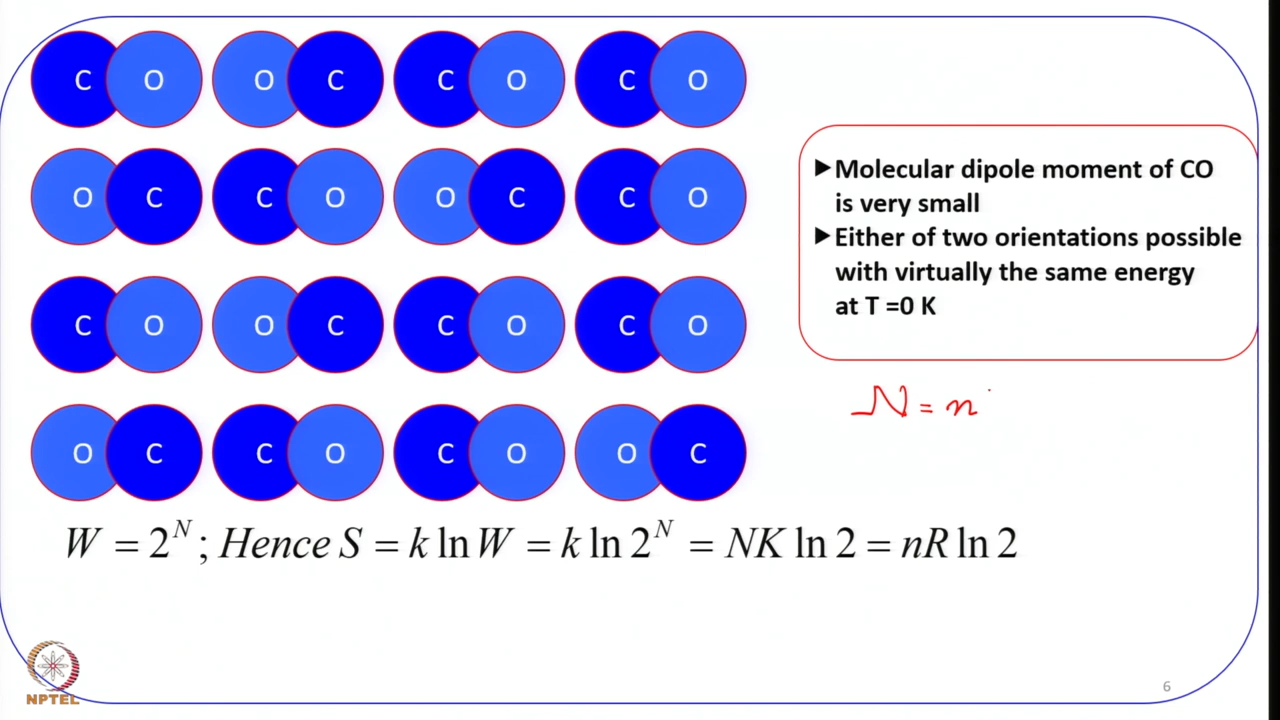 C O O C C O C O
O C C O O C C O
C O O C C O C O
O C C O C O O C
➤Molecular dipole moment of CO
is very small
➤Either of two orientations possible
with virtually the same energy
at T =0 K
N = n
W = 2^N ; Hence S = k ln W = k ln 2^N = NK ln 2 = nR ln 2
NPTEL
6